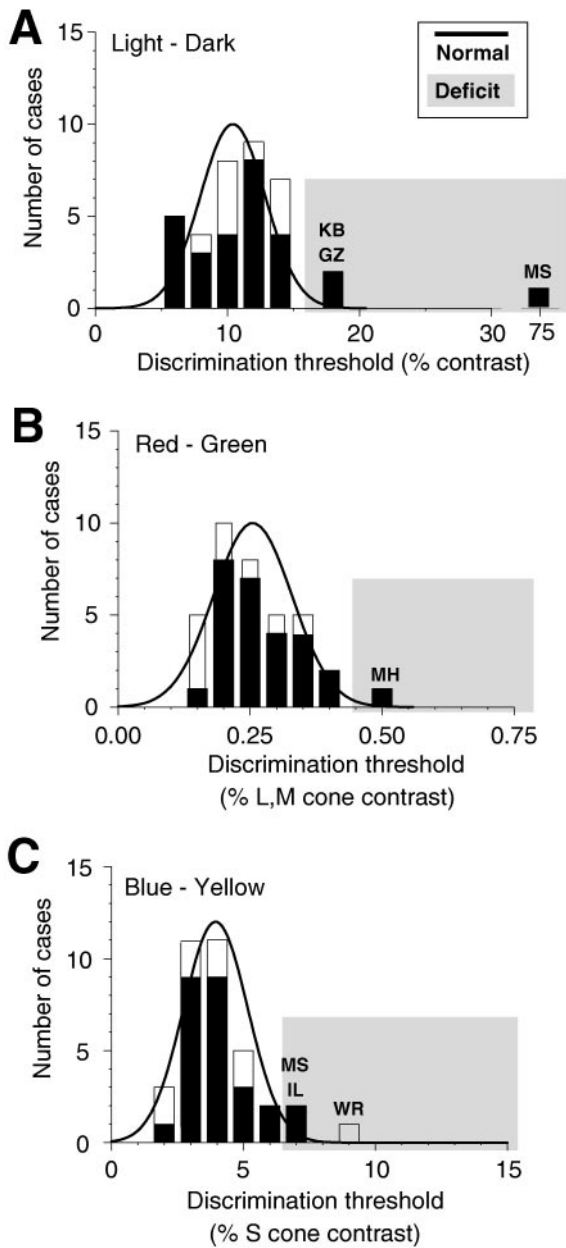 A
Light - Dark
Normal
Deficit
Number of cases
15
10
5
0
KB
GZ
MS
0
10
20
30
75
Discrimination threshold (% contrast)
B
Red - Green
Number of cases
15
10
5
0
MH
0.00
0.25
0.50
0.75
Discrimination threshold
(% L,M cone contrast)
C
Blue - Yellow
Number of cases
15
10
5
0
MS
IL
WR
0
5
10
15
Discrimination threshold
(% S cone contrast)